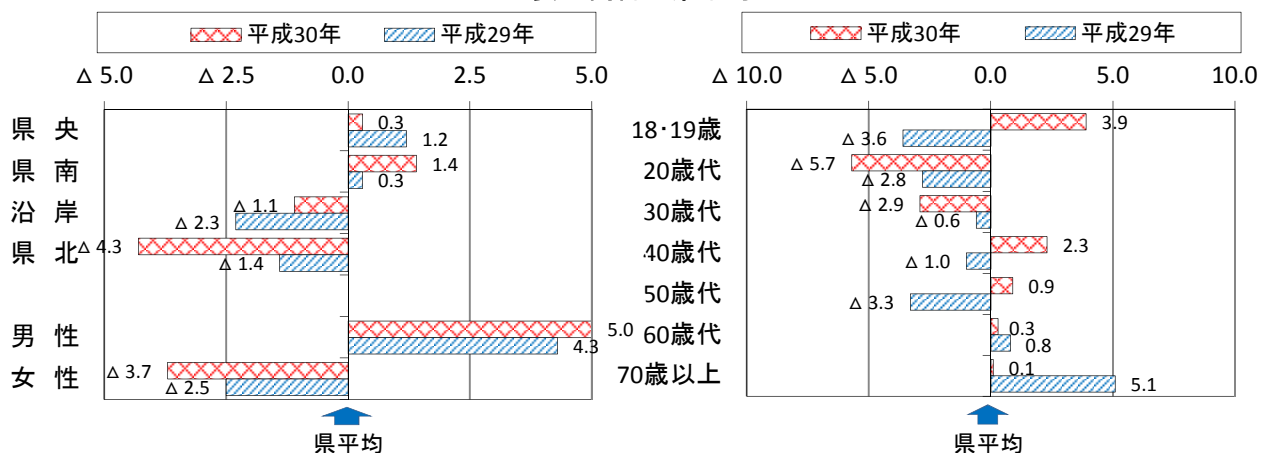 平成30年 平成29年
△ 5.0 △ 2.5 0.0 2.5 5.0
県 央 0.3
1.2
県 南 1.4
0.3
沿 岸 △ 1.1
△ 2.3
県 北 △ 4.3
△ 1.4
男 性 5.0
4.3
女 性 △ 3.7
△ 2.5
県平均
平成30年 平成29年
△ 10.0 △ 5.0 0.0 5.0 10.0
18・19歳 3.9
△ 3.6
20歳代 △ 5.7
△ 2.8
30歳代 △ 2.9
△ 0.6
40歳代 2.3
△ 1.0
50歳代 0.9
△ 3.3
60歳代 0.3
0.8
70歳以上 0.1
5.1
県平均